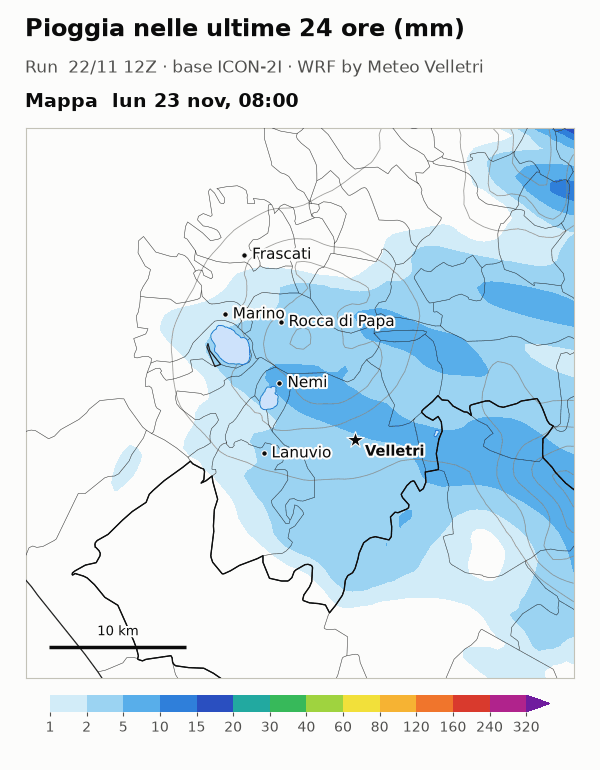 Pioggia nelle ultime 24 ore (mm)
Run  22/11 12Z · base ICON-2I · WRF by Meteo Velletri
Mappa  lun 23 nov, 08:00
Frascati
Marino
Rocca di Papa
Nemi
Velletri
Lanuvio
10 km
1 2 5 10 15 20 30 40 60 80 120 160 240 320